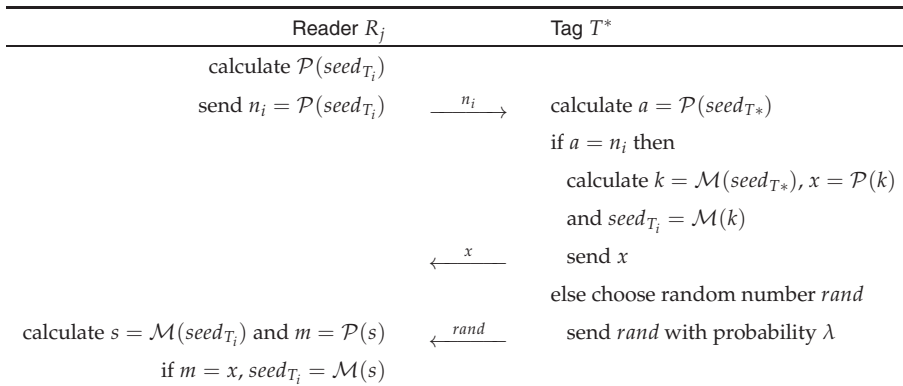 Reader R_j Tag T*
calculate 𝒫(seed_{T_i})
send n_i = 𝒫(seed_{T_i}) n_i calculate a = 𝒫(seed_{T*})
if a = n_i then
calculate k = ℳ(seed_{T*}), x = 𝒫(k)
and seed_{T_i} = ℳ(k)
x send x
else choose random number rand
calculate s = ℳ(seed_{T_i}) and m = 𝒫(s) rand send rand with probability λ
if m = x, seed_{T_i} = ℳ(s)